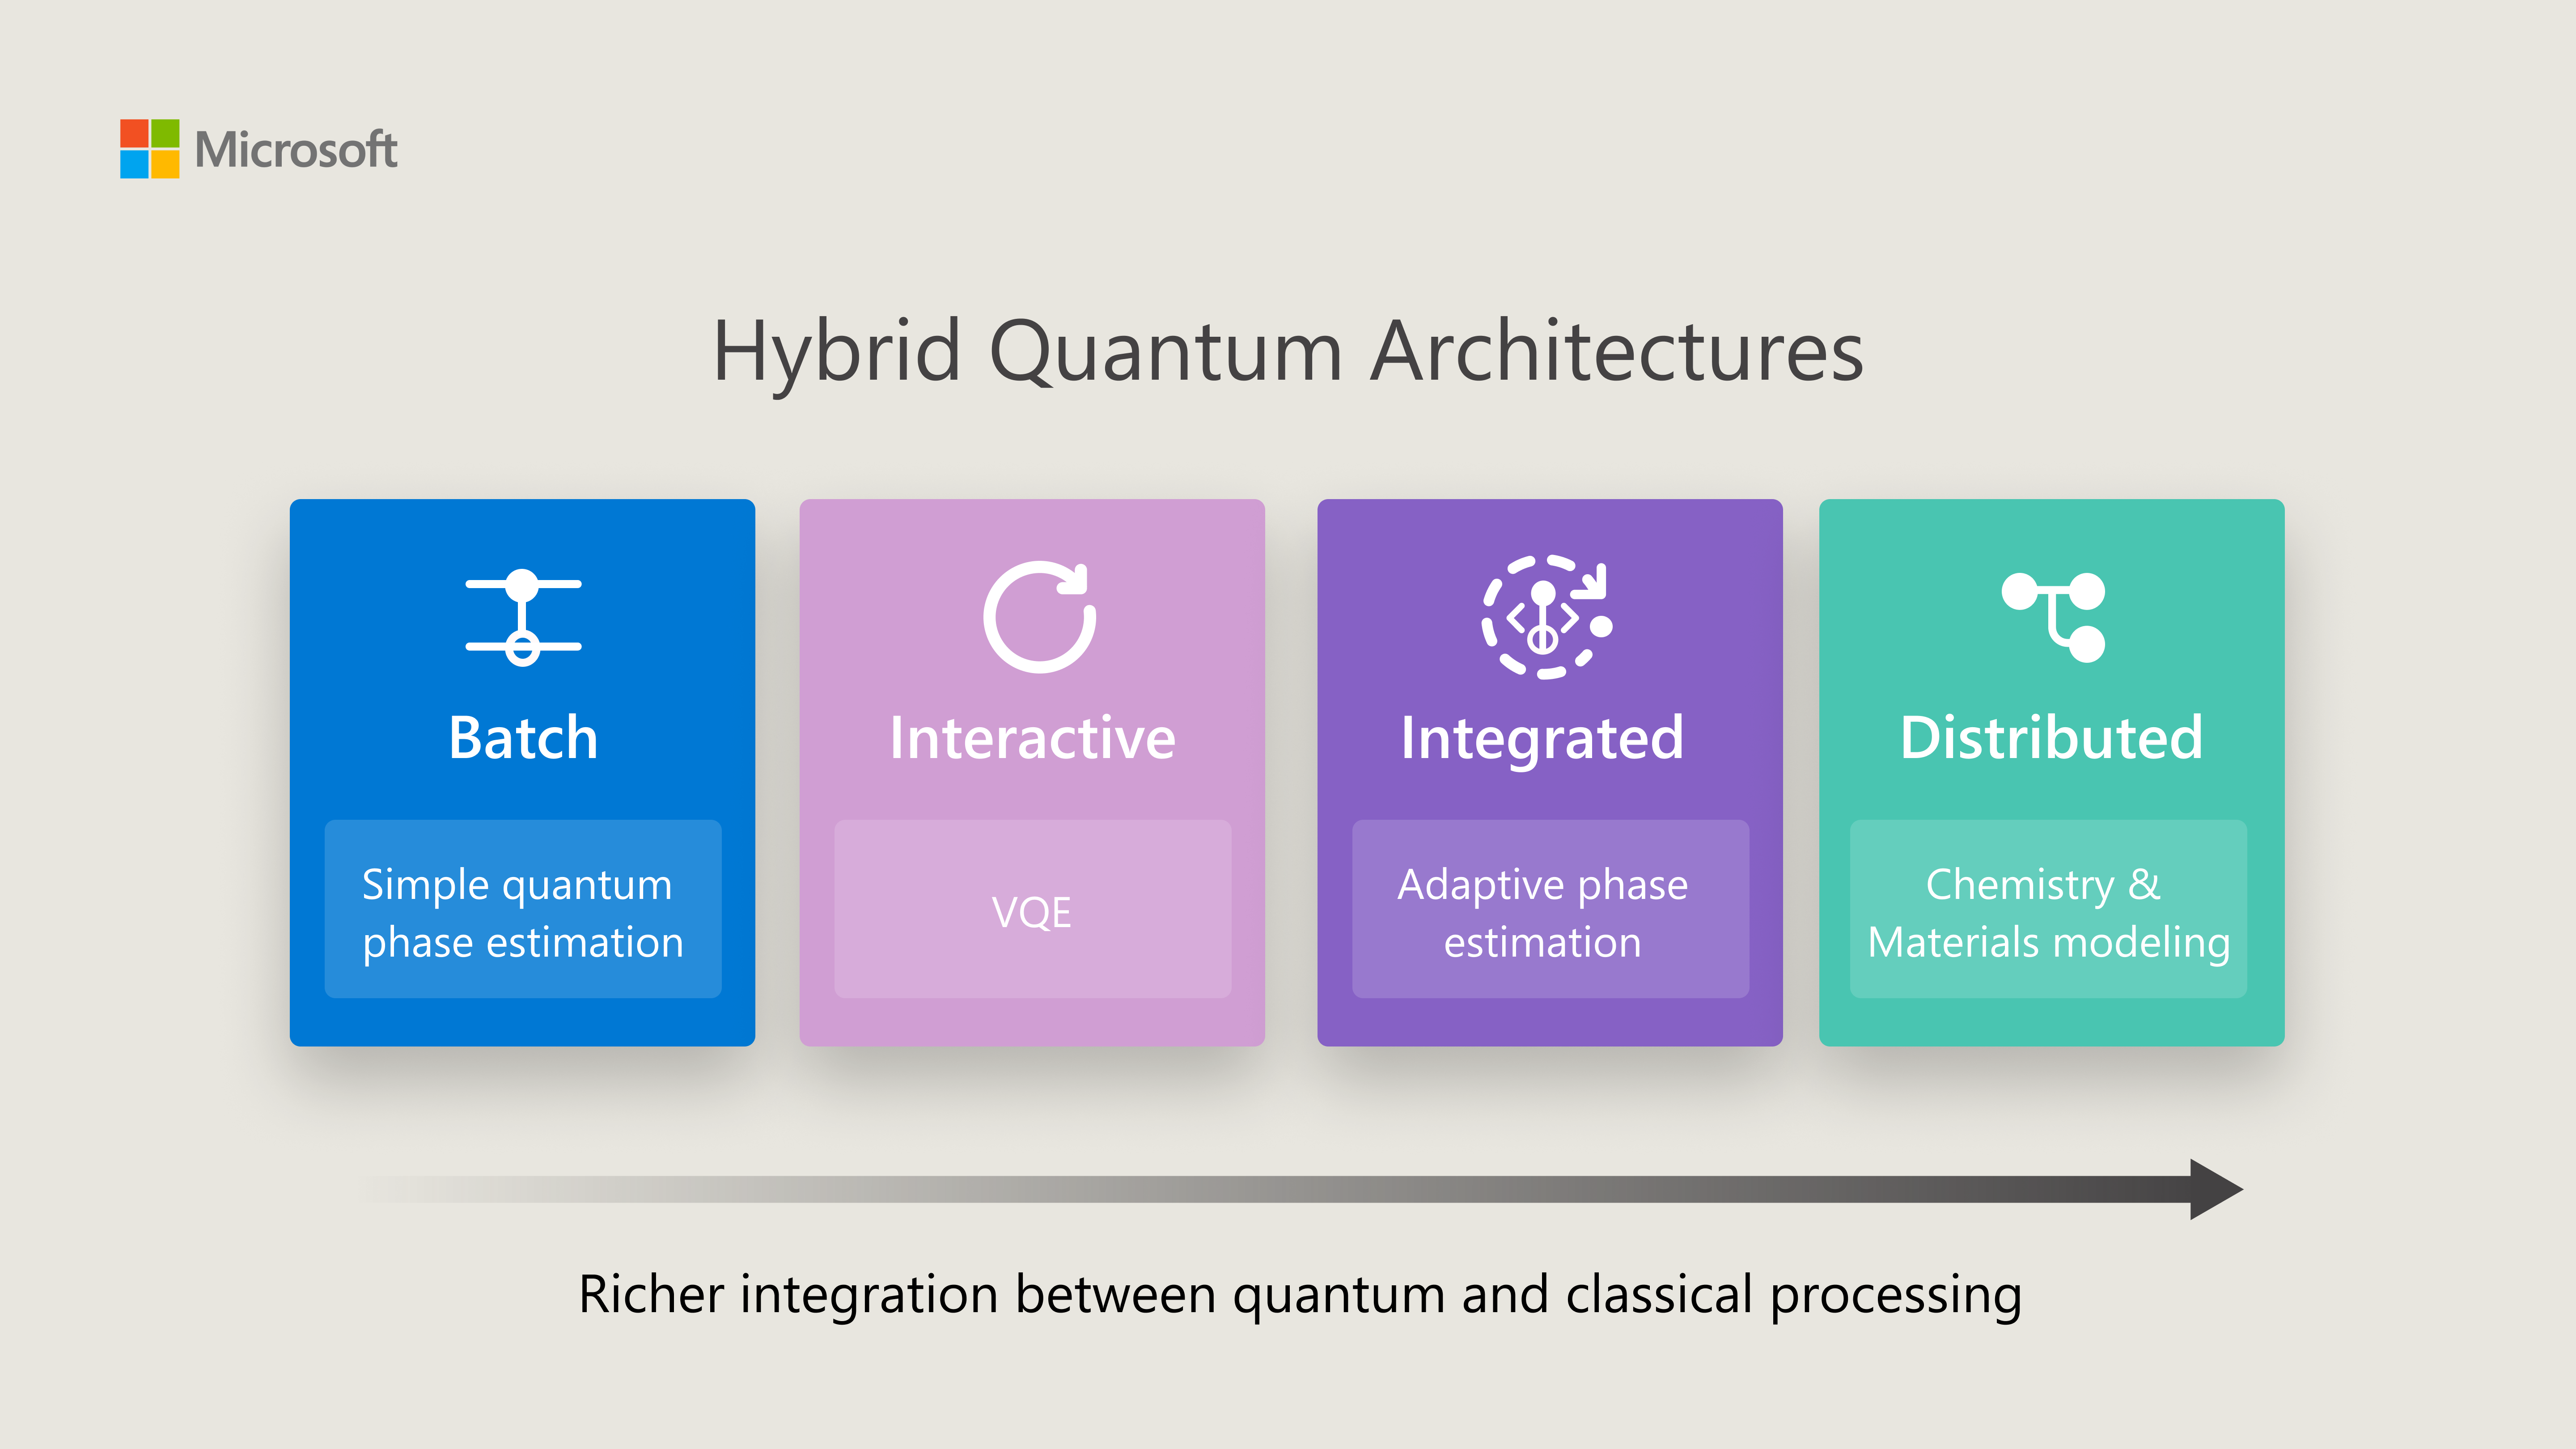 Microsoft
Hybrid Quantum Architectures
Batch
Simple quantum
phase estimation
Interactive
VQE
Integrated
Adaptive phase
estimation
Distributed
Chemistry &
Materials modeling
Richer integration between quantum and classical processing